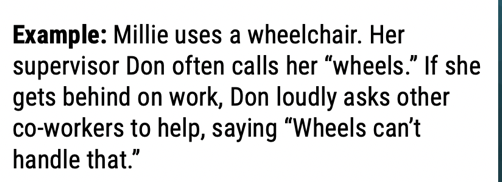 Example: Millie uses a wheelchair. Her
supervisor Don often calls her “wheels.” If she
gets behind on work, Don loudly asks other
co-workers to help, saying “Wheels can’t
handle that.”